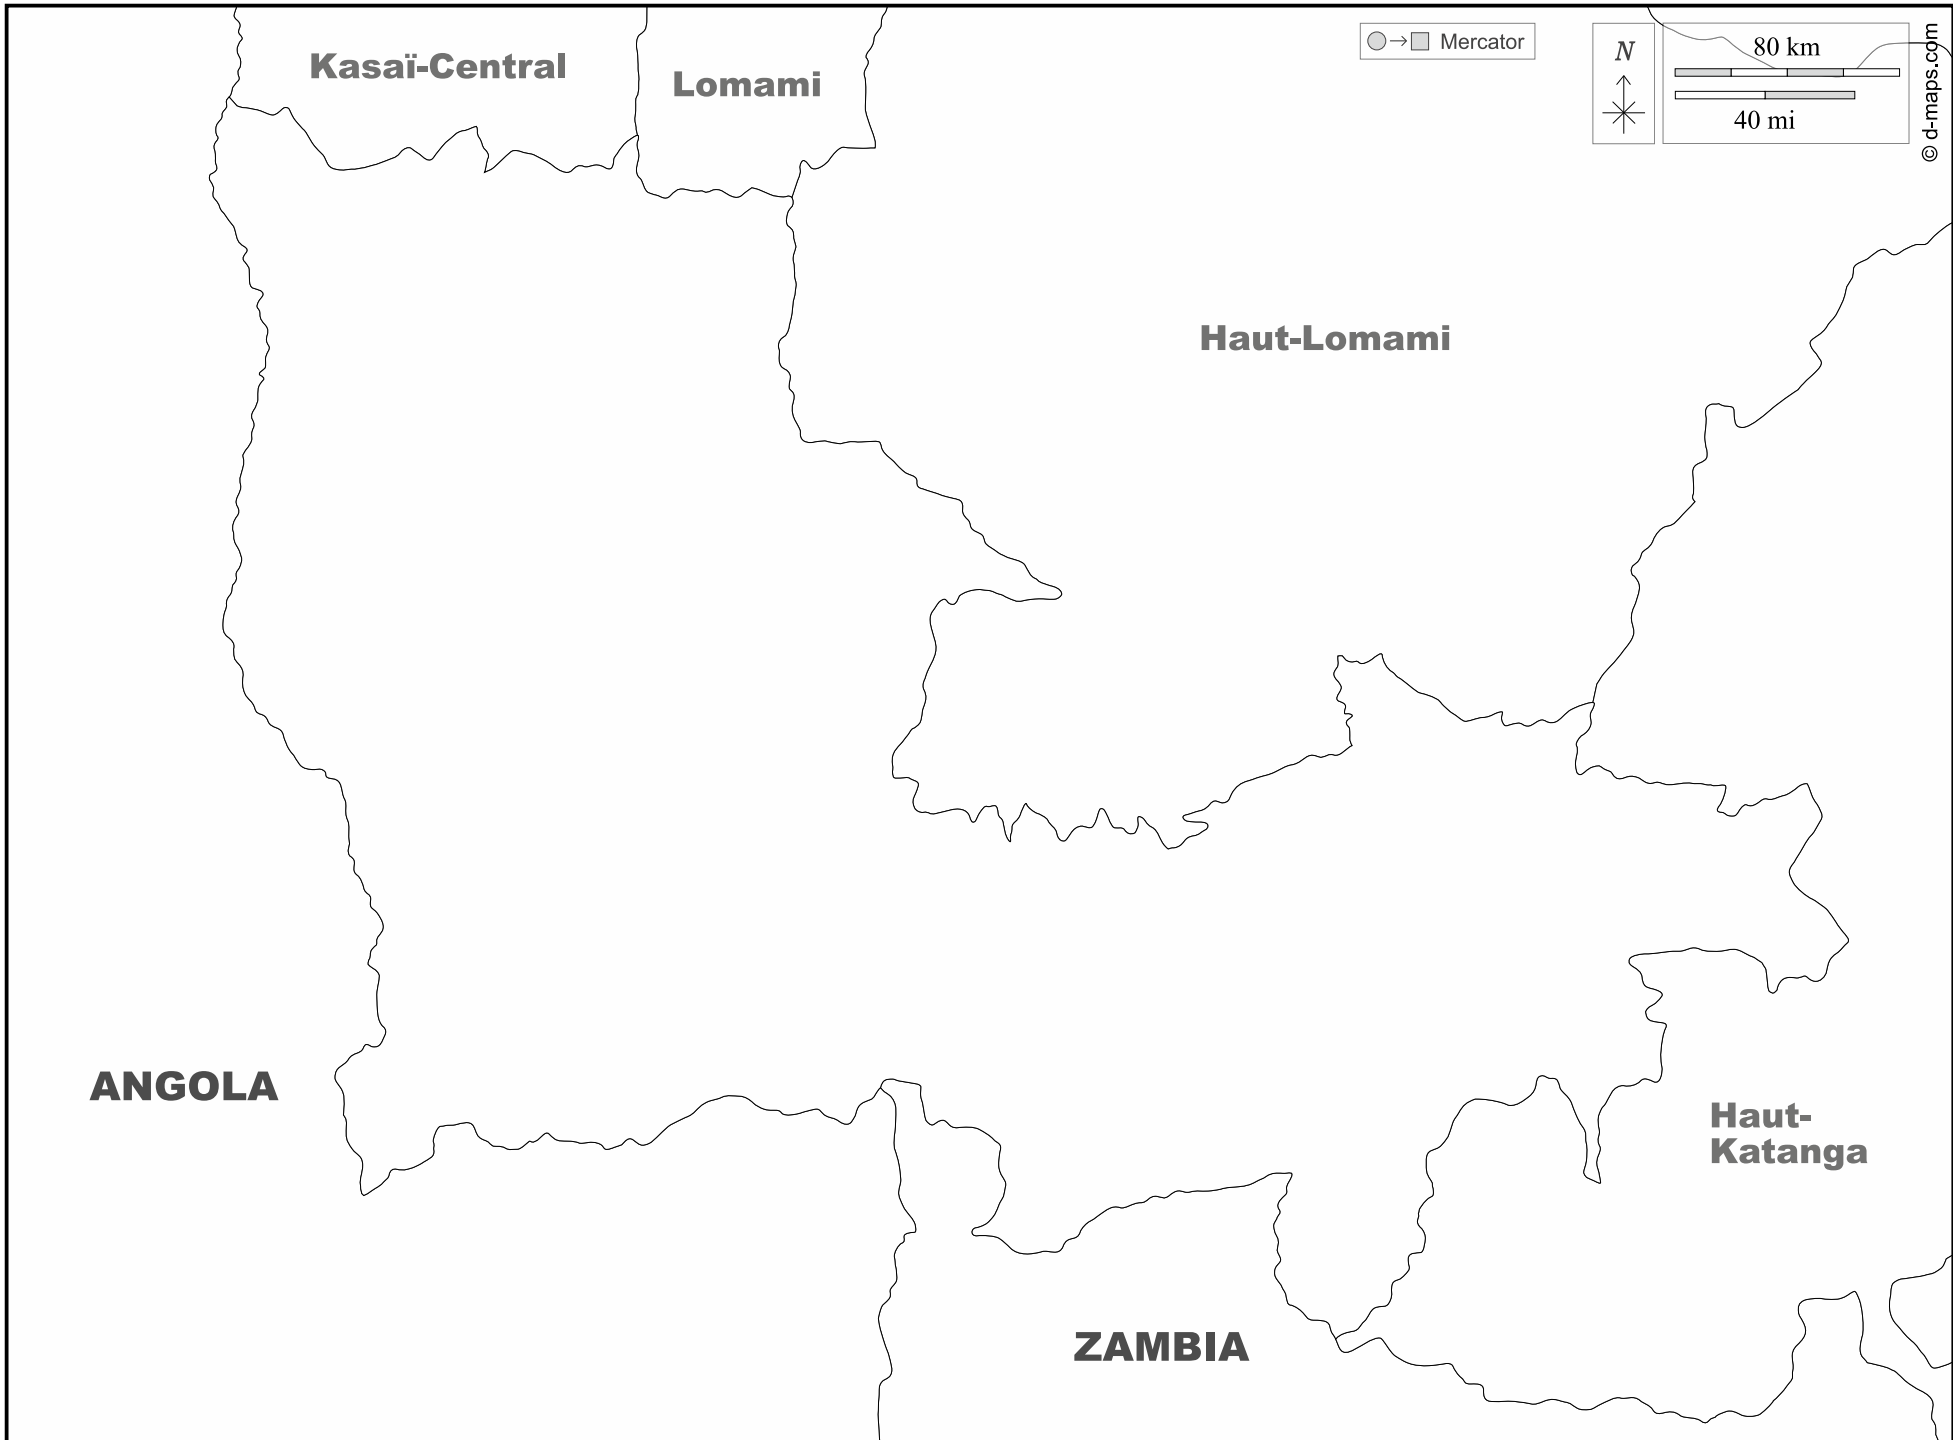 Kasaï-Central
Lomami
Mercator
N
80 km
40 mi
© d-maps.com
Haut-Lomami
ANGOLA
Haut-
Katanga
ZAMBIA